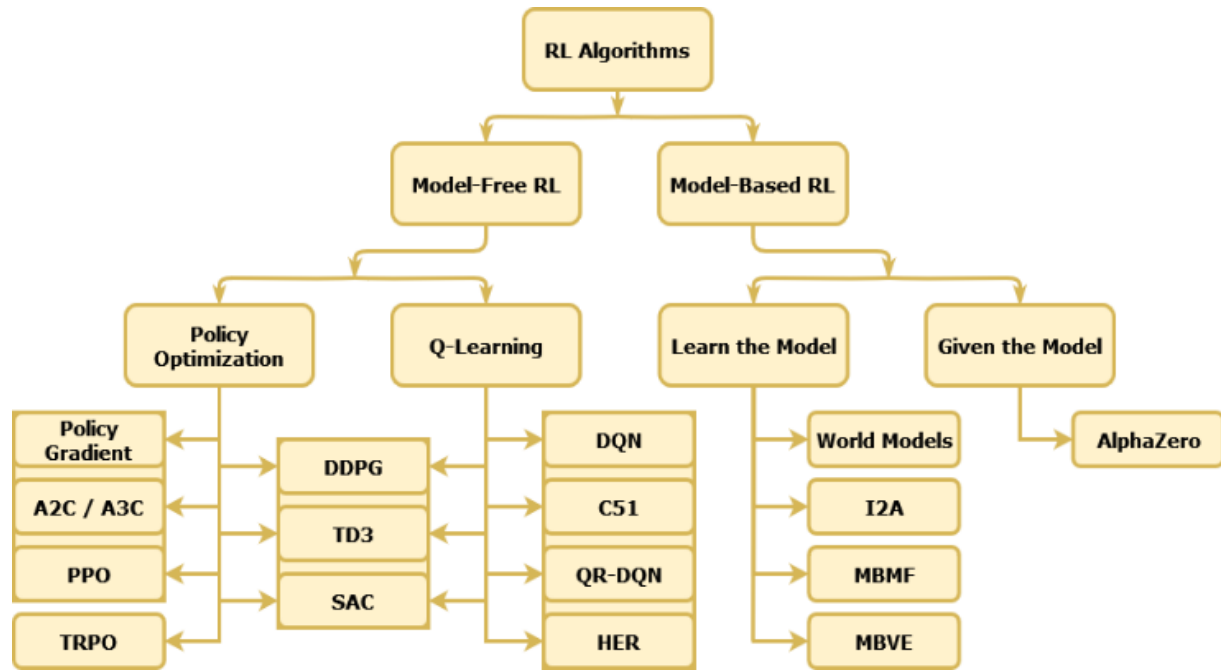 RL Algorithms
Model-Free RL
Model-Based RL
Policy
Optimization
Q-Learning
Learn the Model
Given the Model
Policy
Gradient
A2C / A3C
PPO
TRPO
DDPG
TD3
SAC
DQN
C51
QR-DQN
HER
World Models
I2A
MBMF
MBVE
AlphaZero